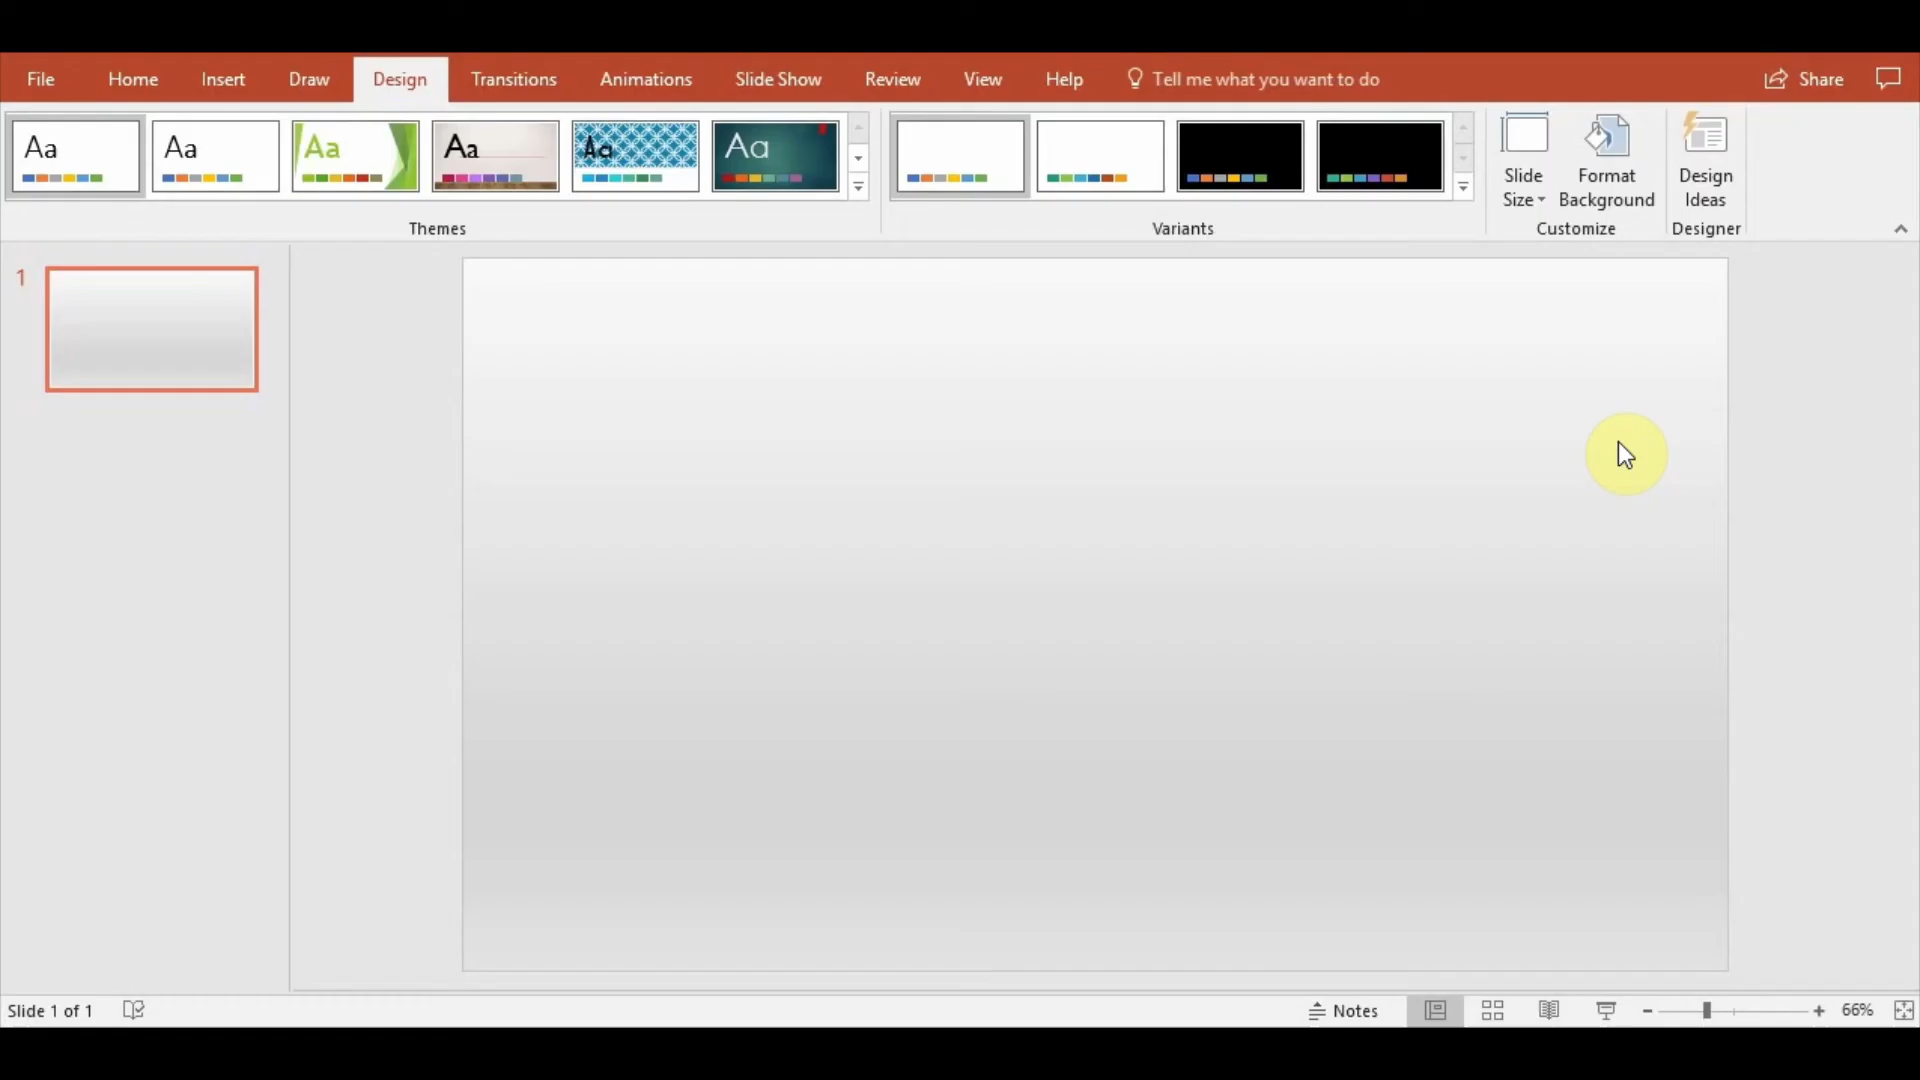 File Home Insert Draw Design Transitions Animations Slide Show Review View Help Tell me what you want to do Share
Aa Aa Aa Aa Aa Aa
Slide Size Format Background Design Ideas
Themes Variants Customize Designer
1
Slide 1 of 1 Notes 66%